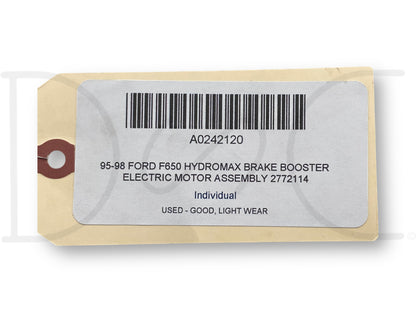 A0242120
95-98 FORD F650 HYDROMAX BRAKE BOOSTER
ELECTRIC MOTOR ASSEMBLY 2772114
Individual
USED - GOOD, LIGHT WEAR